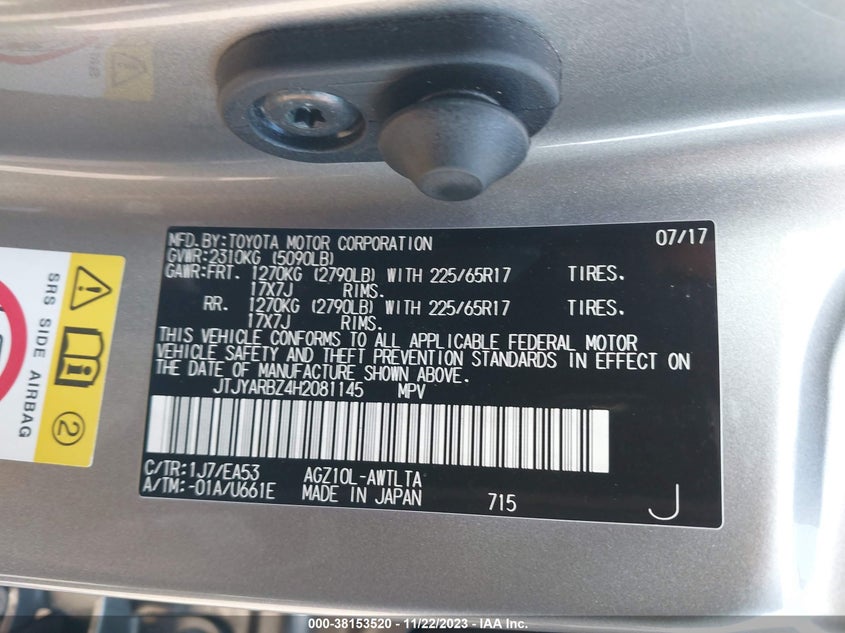 MFD.BY:TOYOTA MOTOR CORPORATION 07/17
GVWR:2310KG (5090LB)
GAWR:FRT. 1270KG (2790LB) WITH 225/65R17 TIRES.
17X7J RIMS.
RR. 1270KG (2790LB) WITH 225/65R17 TIRES.
17X7J RIMS.
THIS VEHICLE CONFORMS TO ALL APPLICABLE FEDERAL MOTOR
VEHICLE SAFETY AND THEFT PREVENTION STANDARDS IN EFFECT ON
THE DATE OF MANUFACTURE SHOWN ABOVE.
JTJYARBZ4H2081145 MPV
C/TR:1J7/EA53 AGZ10L-AWTLTA
A/TM:-01A/U661E MADE IN JAPAN 715 J
SRS SIDE AIRBAG
2
000-38153520 - 11/22/2023 - IAA Inc.